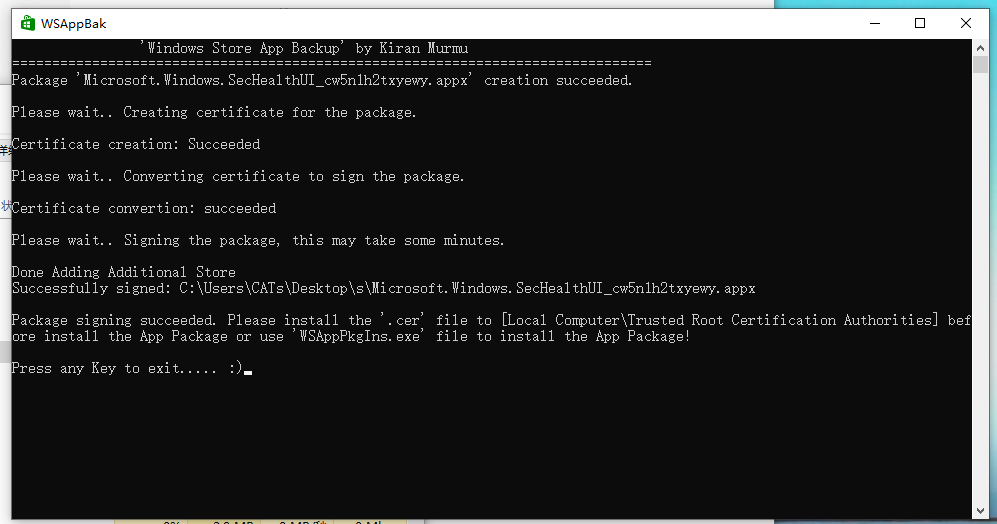 WSAppBak
'Windows Store App Backup' by Kiran Murmu
================================================================================
Package 'Microsoft.Windows.SecHealthUI_cw5n1h2txyewy.appx' creation succeeded.
Please wait.. Creating certificate for the package.
Certificate creation: Succeeded
Please wait.. Converting certificate to sign the package.
状
Certificate convertion: succeeded
Please wait.. Signing the package, this may take some minutes.
Done Adding Additional Store
Successfully signed: C:\Users\CATs\Desktop\s\Microsoft.Windows.SecHealthUI_cw5n1h2txyewy.appx
Package signing succeeded. Please install the '.cer' file to [Local Computer\Trusted Root Certification Authorities] bef
ore install the App Package or use 'WSAppPkgIns.exe' file to install the App Package!
Press any Key to exit..... :)